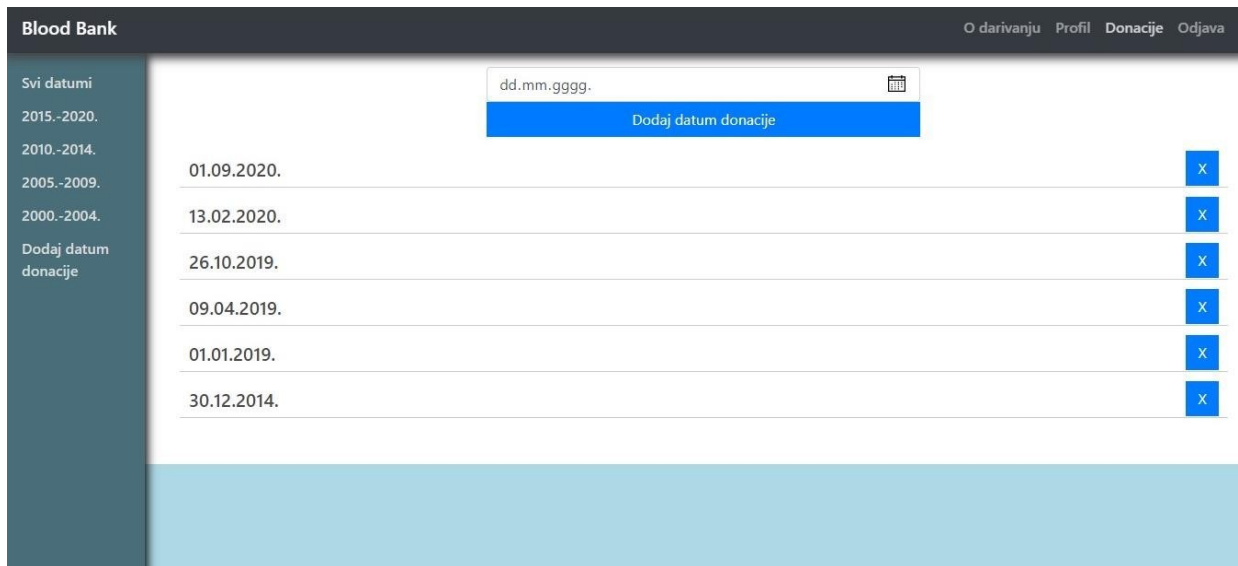 Blood Bank
O darivanju Profil Donacije Odjava
Svi datumi
2015.-2020.
2010.-2014.
2005.-2009.
2000.-2004.
Dodaj datum
donacije
dd.mm.gggg.
Dodaj datum donacije
01.09.2020. X
13.02.2020. X
26.10.2019. X
09.04.2019. X
01.01.2019. X
30.12.2014. X